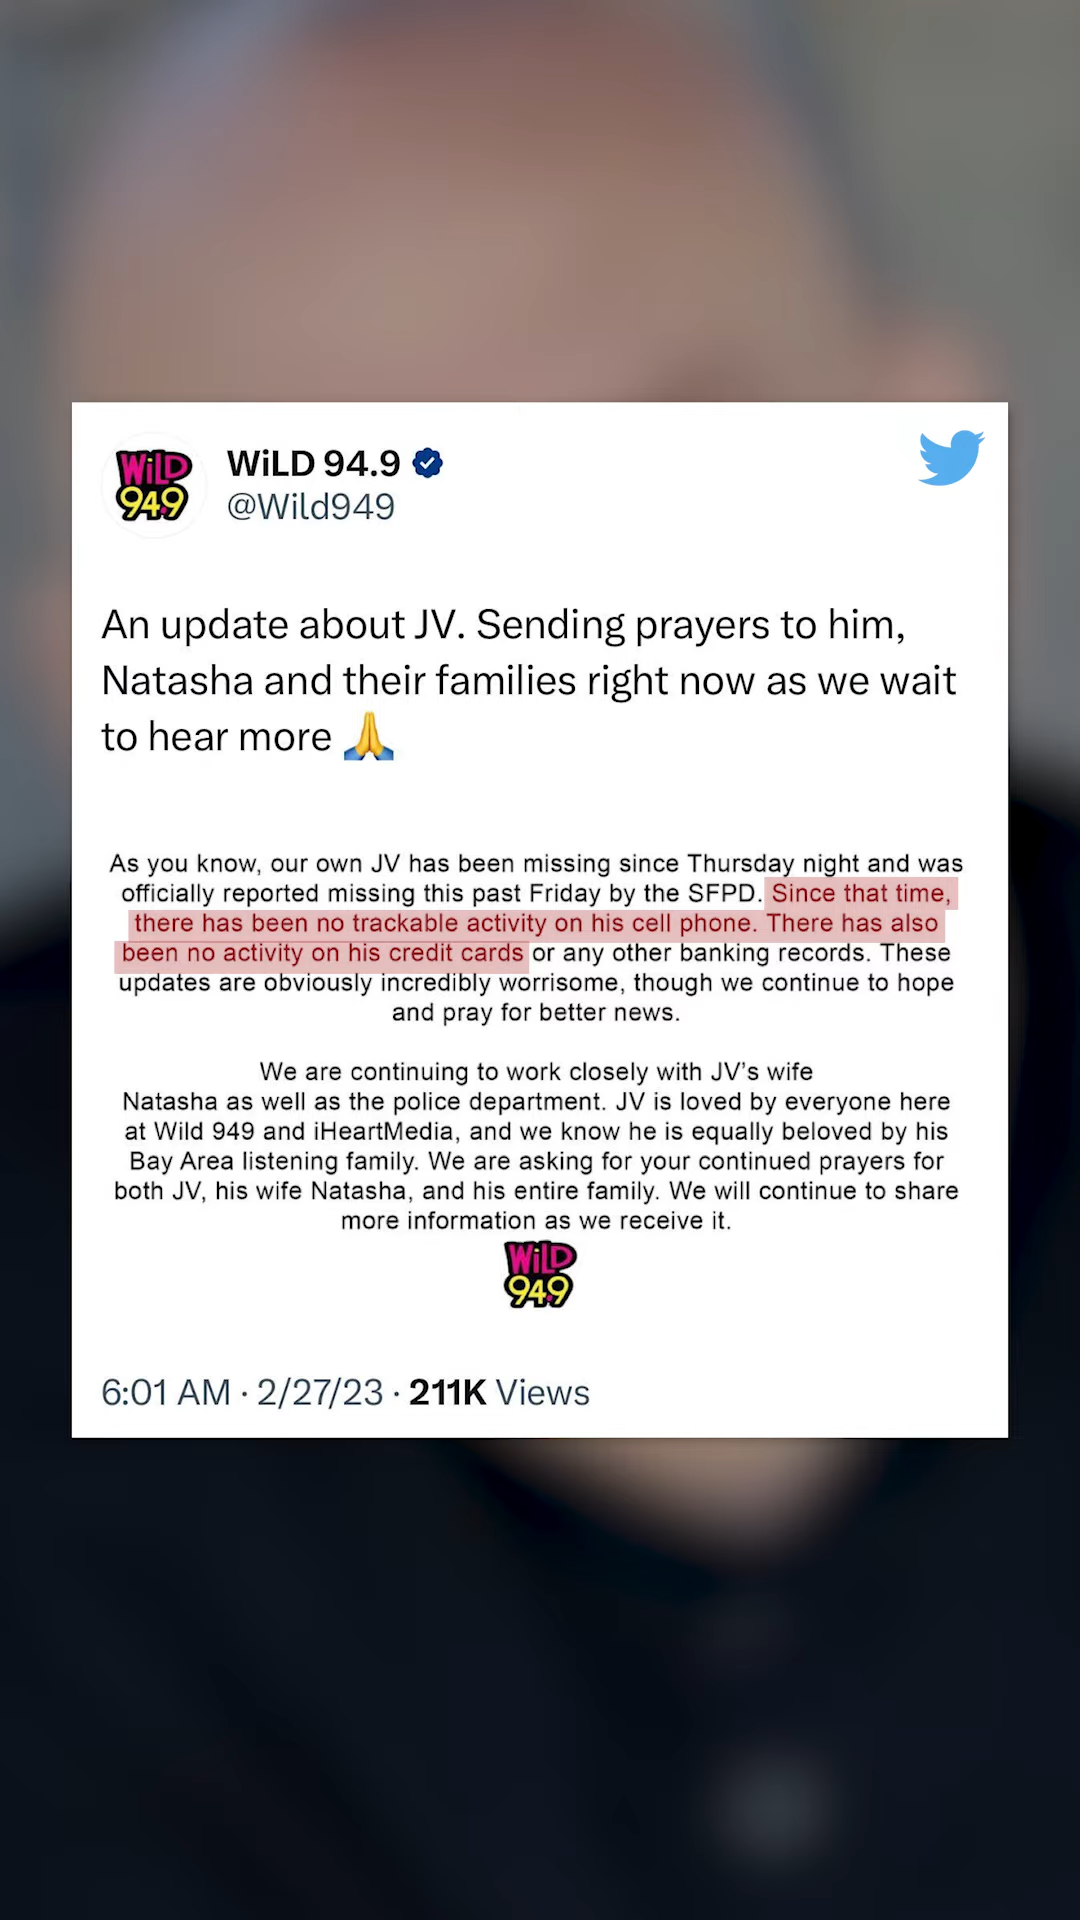 WiLD
94.9
WiLD 94.9
@Wild949
An update about JV. Sending prayers to him,
Natasha and their families right now as we wait
to hear more 🙏
As you know, our own JV has been missing since Thursday night and was
officially reported missing this past Friday by the SFPD. Since that time,
there has been no trackable activity on his cell phone. There has also
been no activity on his credit cards or any other banking records. These
updates are obviously incredibly worrisome, though we continue to hope
and pray for better news.
We are continuing to work closely with JV's wife
Natasha as well as the police department. JV is loved by everyone here
at Wild 949 and iHeartMedia, and we know he is equally beloved by his
Bay Area listening family. We are asking for your continued prayers for
both JV, his wife Natasha, and his entire family. We will continue to share
more information as we receive it.
WiLD
94.9
6:01 AM · 2/27/23 · 211K Views